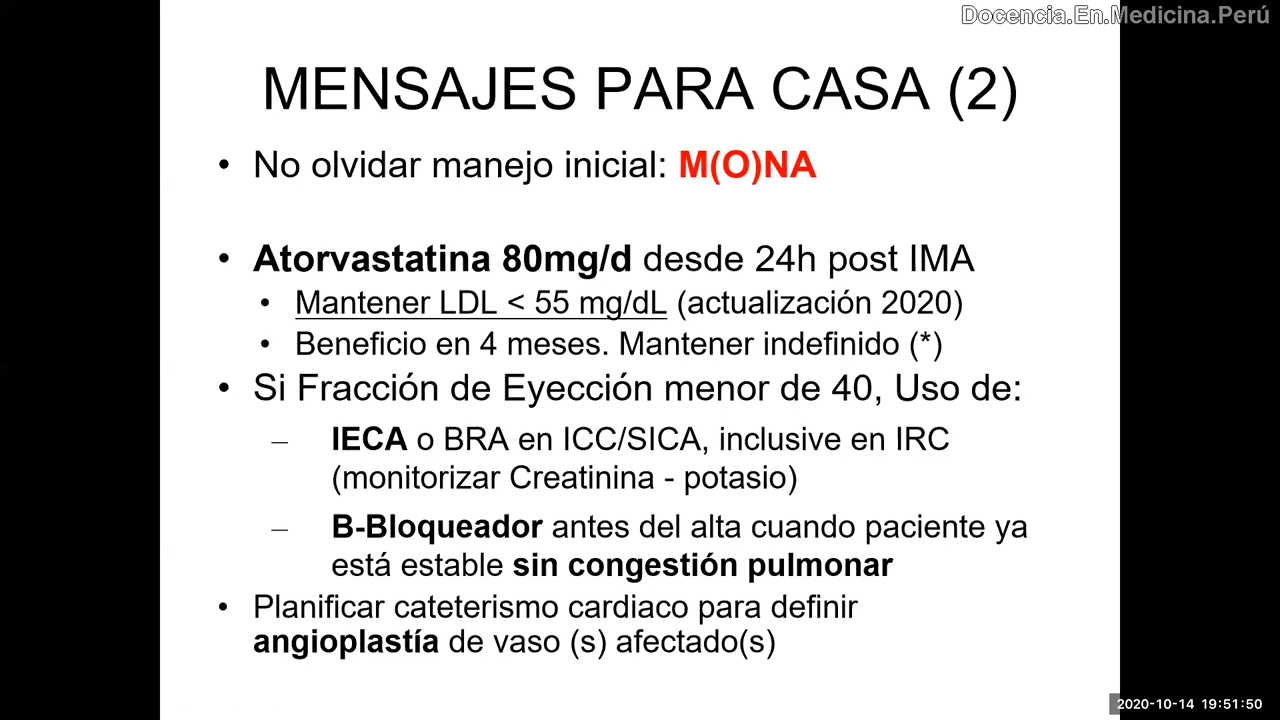 Docencia.En.Medicina.Perú
MENSAJES PARA CASA (2)
• No olvidar manejo inicial: M(O)NA
• Atorvastatina 80mg/d desde 24h post IMA
• Mantener LDL < 55 mg/dL (actualización 2020)
• Beneficio en 4 meses. Mantener indefinido (*)
• Si Fracción de Eyección menor de 40, Uso de:
– IECA o BRA en ICC/SICA, inclusive en IRC
(monitorizar Creatinina - potasio)
– B-Bloqueador antes del alta cuando paciente ya
está estable sin congestión pulmonar
• Planificar cateterismo cardiaco para definir
angioplastía de vaso (s) afectado(s)
2020-10-14 19:51:50